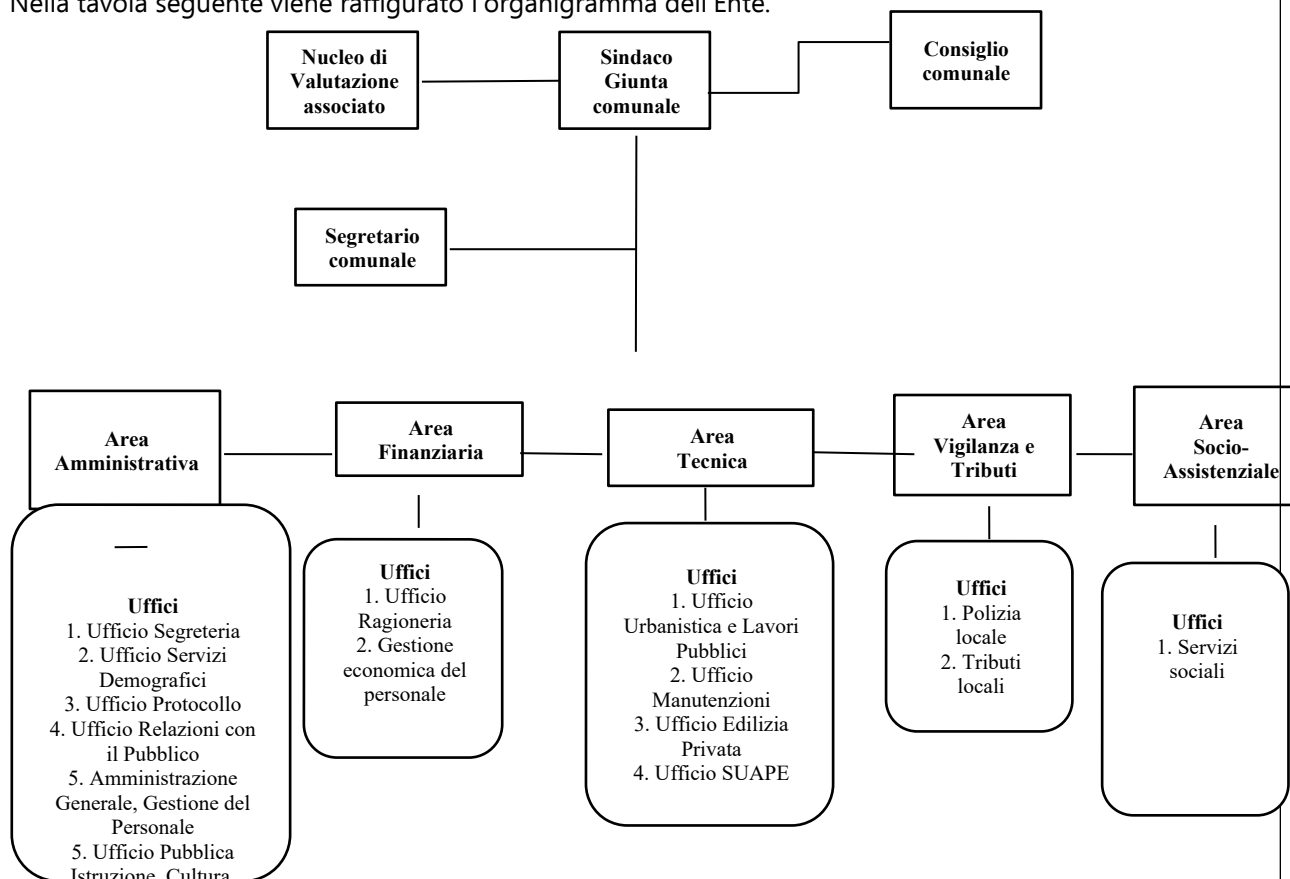 Nella tavola seguente viene raffigurato l'organigramma dell'Ente.
Nucleo di
Valutazione
associato
Sindaco
Giunta
comunale
Consiglio
comunale
Segretario
comunale
Area
Amministrativa
Area
Finanziaria
Area
Tecnica
Area
Vigilanza e
Tributi
Area
Socio-
Assistenziale
Uffici
1. Ufficio Segreteria
2. Ufficio Servizi
Demografici
3. Ufficio Protocollo
4. Ufficio Relazioni con
il Pubblico
5. Amministrazione
Generale, Gestione del
Personale
5. Ufficio Pubblica
Istruzione, Cultura
Uffici
1. Ufficio
Ragioneria
2. Gestione
economica del
personale
Uffici
1. Ufficio
Urbanistica e Lavori
Pubblici
2. Ufficio
Manutenzioni
3. Ufficio Edilizia
Privata
4. Ufficio SUAPE
Uffici
1. Polizia
locale
2. Tributi
locali
Uffici
1. Servizi
sociali